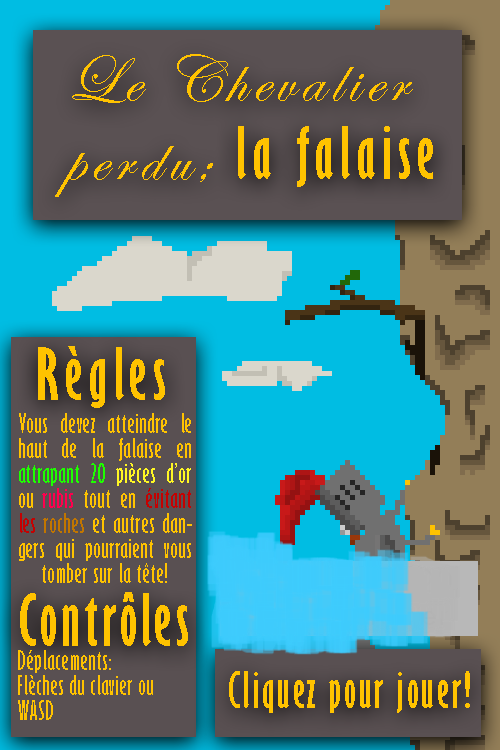 Le Chevalier
perdu; la falaise
Règles
Vous devez atteindre le
haut de la falaise en
attrapant 20 pièces d'or
ou rubis tout en évitant
les roches et autres dan-
gers qui pourraient vous
tomber sur la tête!
Contrôles
Déplacements:
Flèches du clavier ou
WASD
Cliquez pour jouer!